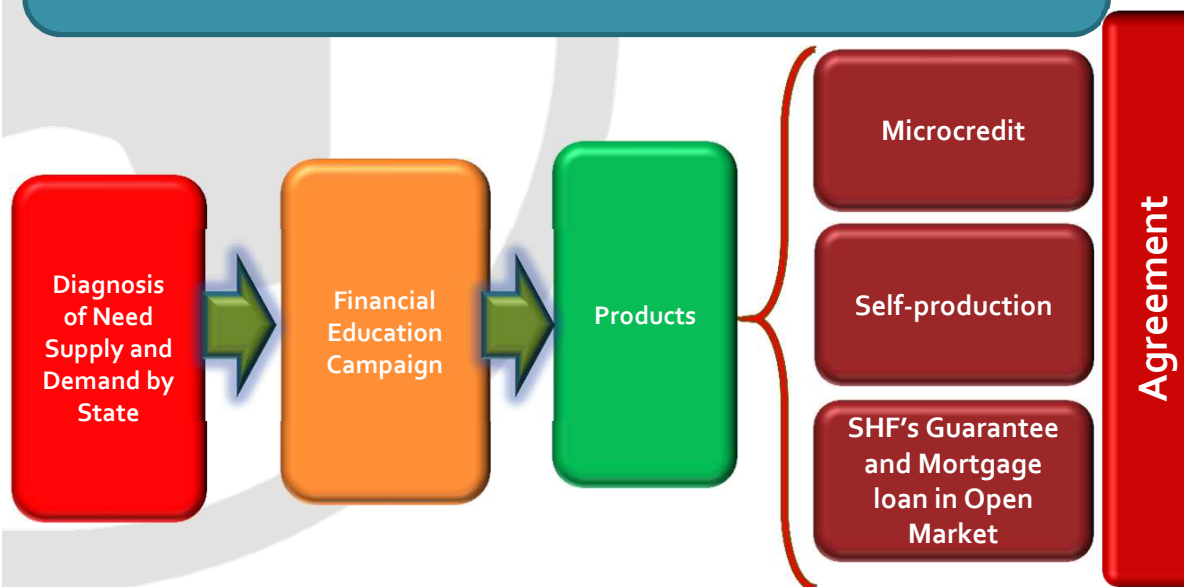 Diagnosis
of Need
Supply and
Demand by
State
Financial
Education
Campaign
Products
Microcredit
Self-production
SHF’s Guarantee
and Mortgage
loan in Open
Market
Agreement